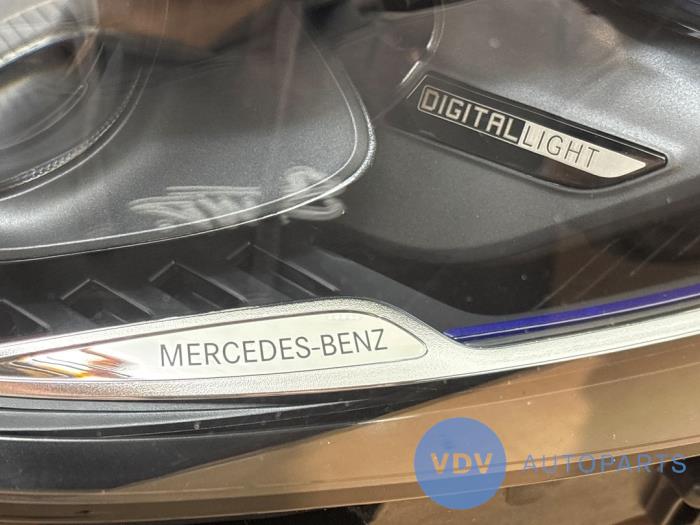 DIGITAL LIGHT
MERCEDES-BENZ
VDV AUTOPARTS